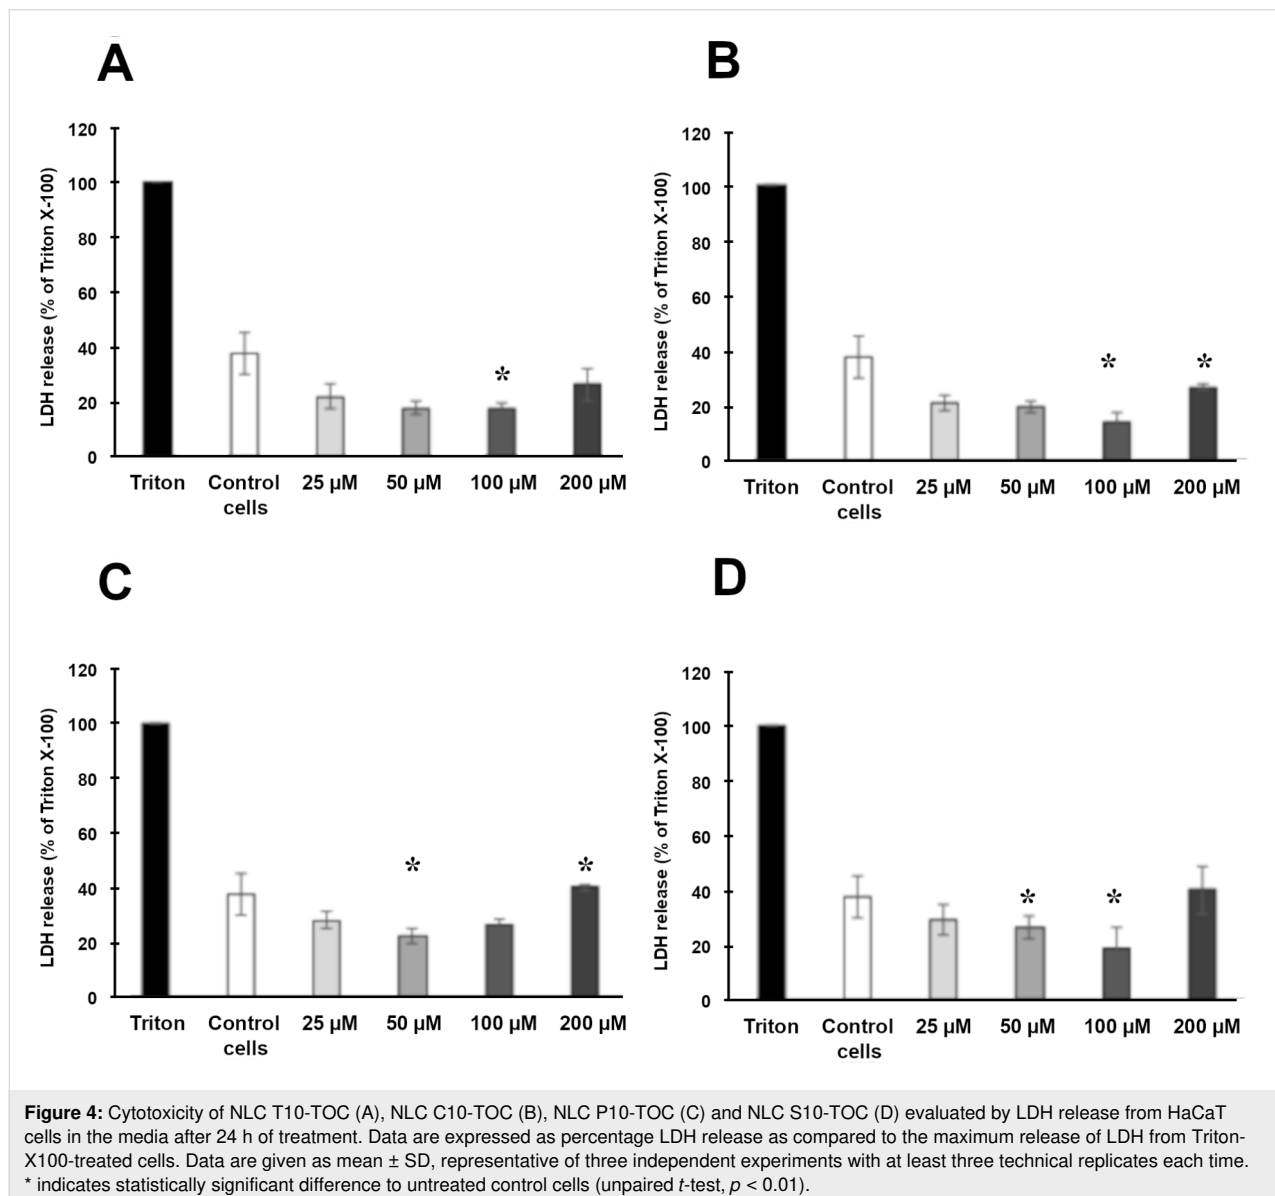 A
LDH release (% of Triton X-100)
120
100
80
60
40
20
0
*
Triton Control cells 25 µM 50 µM 100 µM 200 µM
B
LDH release (% of Triton X-100)
120
100
80
60
40
20
0
* *
Triton Control cells 25 µM 50 µM 100 µM 200 µM
C
LDH release (% of Triton X-100)
120
100
80
60
40
20
0
* *
Triton Control cells 25 µM 50 µM 100 µM 200 µM
D
LDH release (% of Triton X-100)
120
100
80
60
40
20
0
* *
Triton Control cells 25 µM 50 µM 100 µM 200 µM
Figure 4: Cytotoxicity of NLC T10-TOC (A), NLC C10-TOC (B), NLC P10-TOC (C) and NLC S10-TOC (D) evaluated by LDH release from HaCaT
cells in the media after 24 h of treatment. Data are expressed as percentage LDH release as compared to the maximum release of LDH from Triton-
X100-treated cells. Data are given as mean ± SD, representative of three independent experiments with at least three technical replicates each time.
* indicates statistically significant difference to untreated control cells (unpaired t-test, p < 0.01).